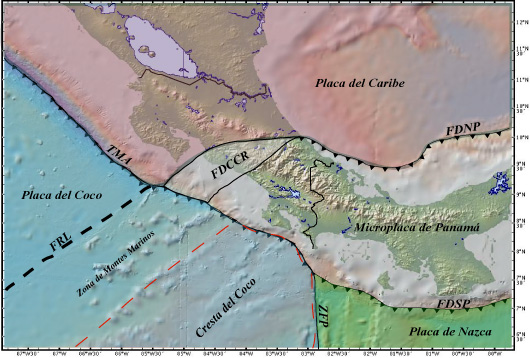 Placa del Caribe
FDNP
TMA
FDCCR
Placa del Coco
FRL
Microplaca de Panamá
Zona de Montes Marinos
Cresta del Coco
ZFP
FDSP
Placa de Nazca